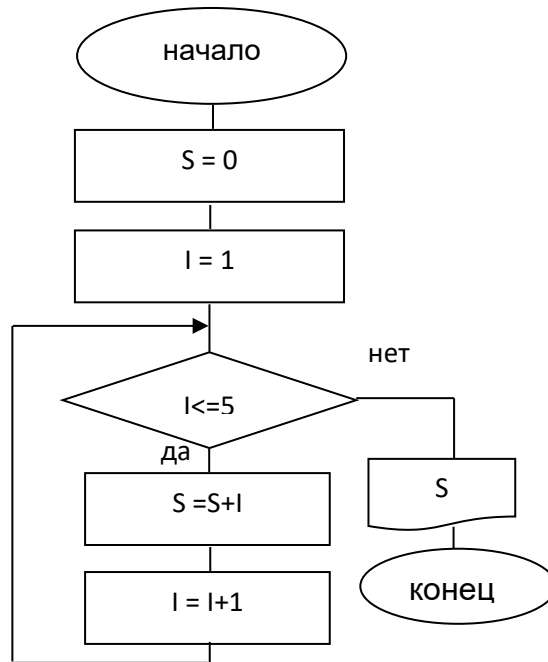 начало
S = 0
I = 1
нет
I<=5
да
S =S+I
S
I = I+1
конец